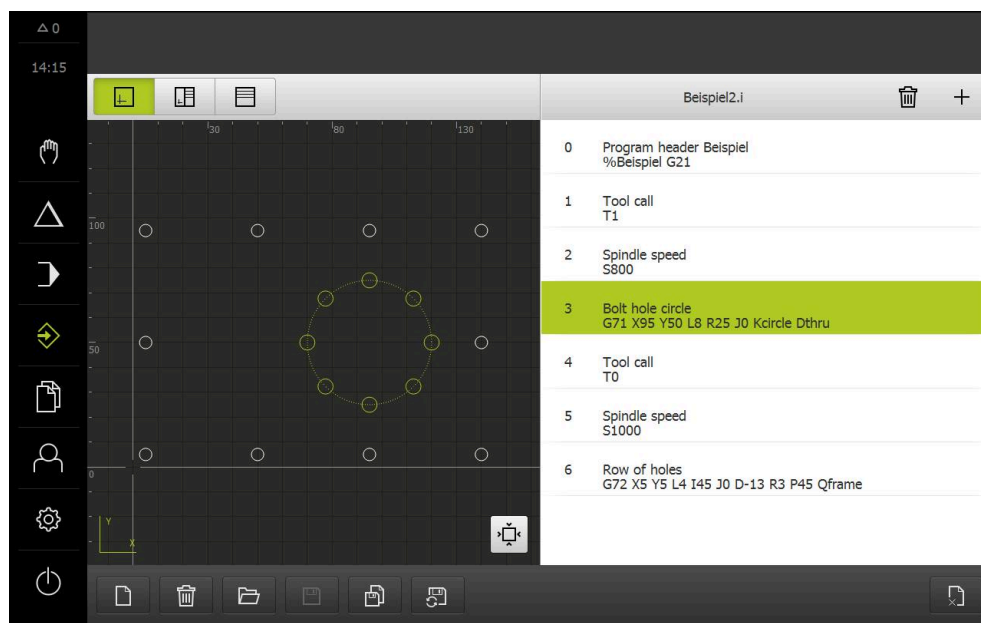 0
14:15
Beispiel2.i
30
80
130
100
50
0
Y
X
0 Program header Beispiel
%Beispiel G21
1 Tool call
T1
2 Spindle speed
S800
3 Bolt hole circle
G71 X95 Y50 L8 R25 J0 Kcircle Dthru
4 Tool call
T0
5 Spindle speed
S1000
6 Row of holes
G72 X5 Y5 L4 I45 J0 D-13 R3 P45 Qframe